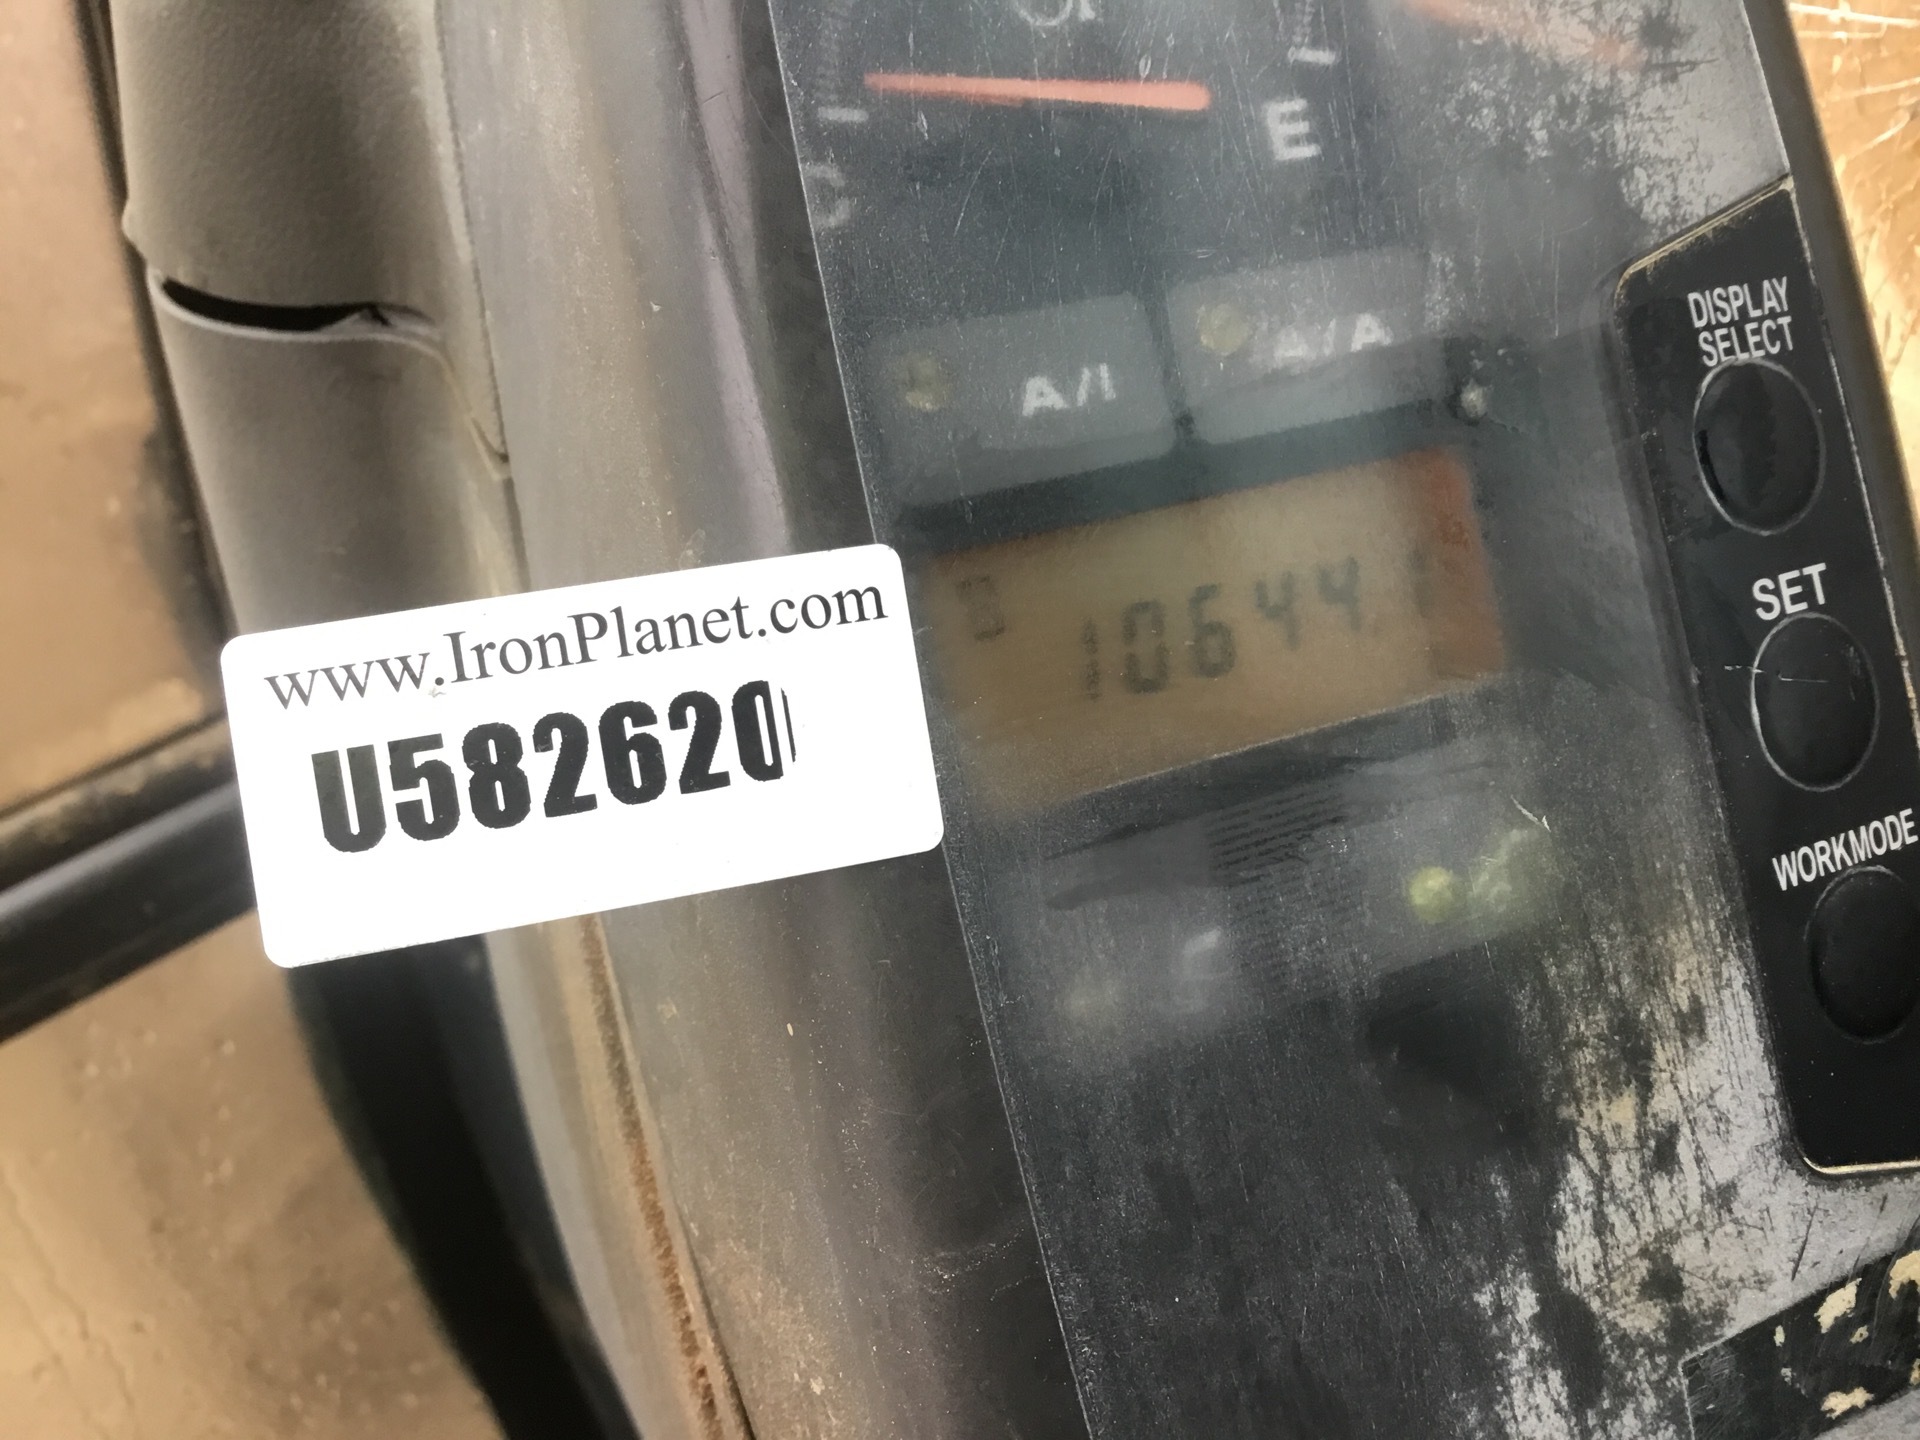 E
A/I
A/A
DISPLAY
SELECT
10644
SET
www.IronPlanet.com
U582620
WORKMODE